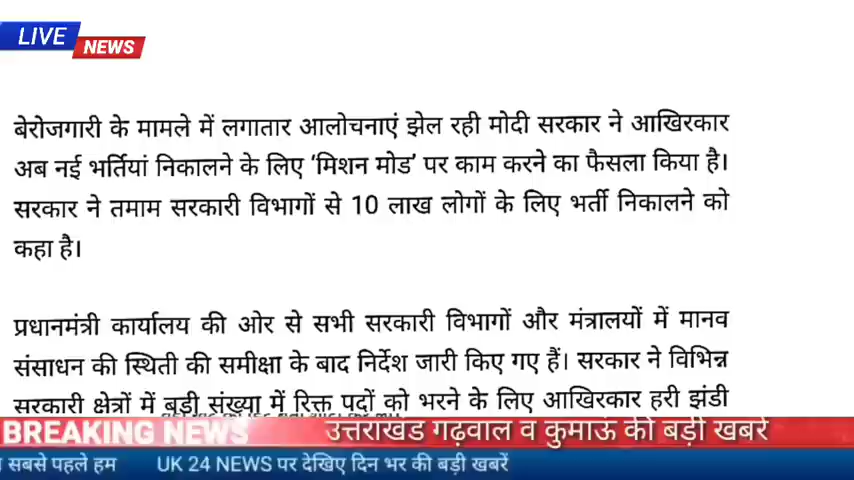 LIVE
NEWS
बेरोजगारी के मामले में लगातार आलोचनाएं झेल रही मोदी सरकार ने आखिरकार
अब नई भर्तियां निकालने के लिए ‘मिशन मोड’ पर काम करने का फैसला किया है।
सरकार ने तमाम सरकारी विभागों से 10 लाख लोगों के लिए भर्ती निकालने को
कहा है।
प्रधानमंत्री कार्यालय की ओर से सभी सरकारी विभागों और मंत्रालयों में मानव
संसाधन की स्थिती की समीक्षा के बाद निर्देश जारी किए गए हैं। सरकार ने विभिन्न
सरकारी क्षेत्रों में बड़ी संख्या में रिक्त पदों को भरने के लिए आखिरकार हरी झंडी
BREAKING NEWS उत्तराखंड गढ़वाल व कुमाऊं की बड़ी खबरें
सबसे पहले हम UK 24 NEWS पर देखिए दिन भर की बड़ी खबरें